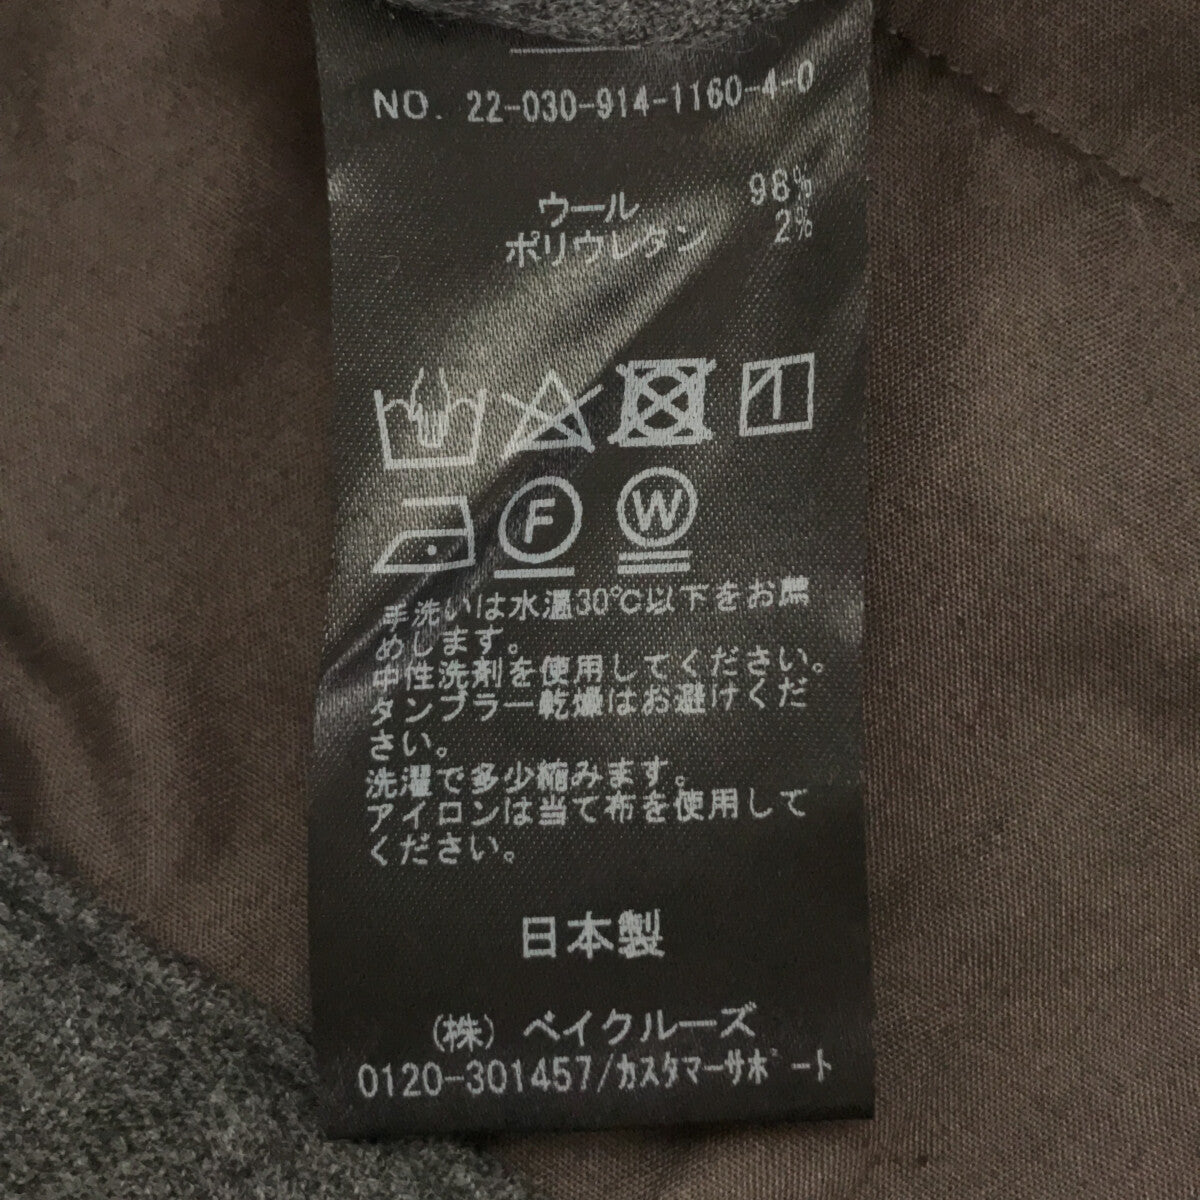 NO. 22-030-914-1160-4-0
ウール 98%
ポリウレタン 2%
F W
手洗いは水温30℃以下をお薦
めします。
中性洗剤を使用してください。
タンブラー乾燥はお避けくだ
さい。
洗濯で多少縮みます。
アイロンは当て布を使用して
ください。
日本製
(株) ベイクルーズ
0120-301457/ｶｽﾀﾏｰｻﾎﾟｰﾄ